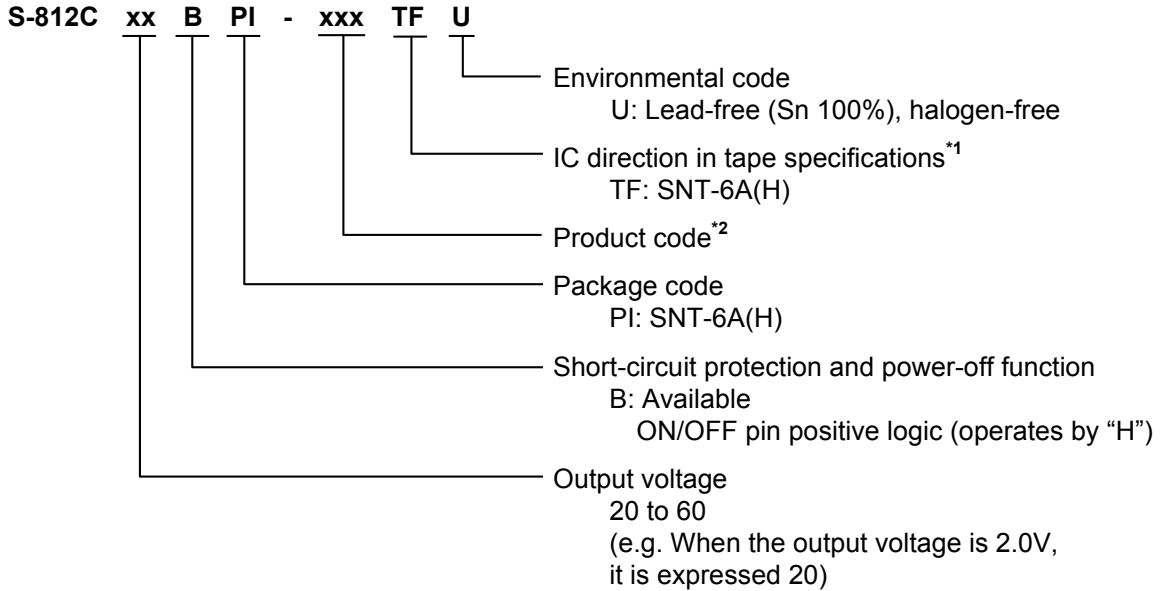 S-812C xx B PI - xxx TF U
Environmental code
U: Lead-free (Sn 100%), halogen-free
IC direction in tape specifications*1
TF: SNT-6A(H)
Product code*2
Package code
PI: SNT-6A(H)
Short-circuit protection and power-off function
B: Available
ON/OFF pin positive logic (operates by “H”)
Output voltage
20 to 60
(e.g. When the output voltage is 2.0V,
it is expressed 20)